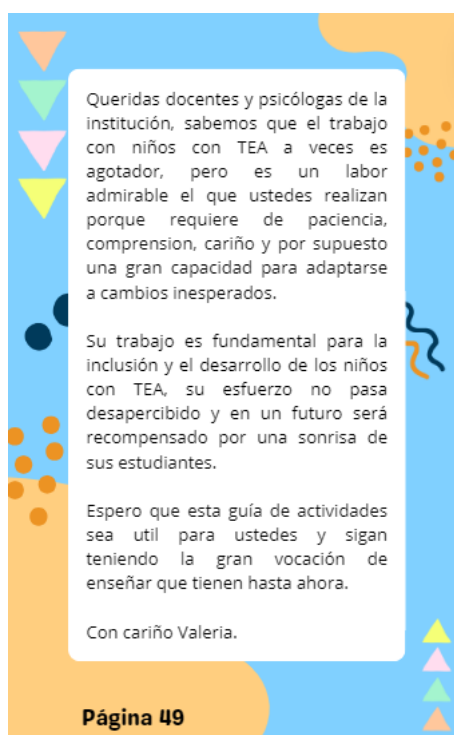 Queridas docentes y psicólogas de la
institución, sabemos que el trabajo
con niños con TEA a veces es
agotador, pero es un labor
admirable el que ustedes realizan
porque requiere de paciencia,
comprension, cariño y por supuesto
una gran capacidad para adaptarse
a cambios inesperados.
Su trabajo es fundamental para la
inclusión y el desarrollo de los niños
con TEA, su esfuerzo no pasa
desapercibido y en un futuro será
recompensado por una sonrisa de
sus estudiantes.
Espero que esta guía de actividades
sea util para ustedes y sigan
teniendo la gran vocación de
enseñar que tienen hasta ahora.
Con cariño Valeria.
Página 49